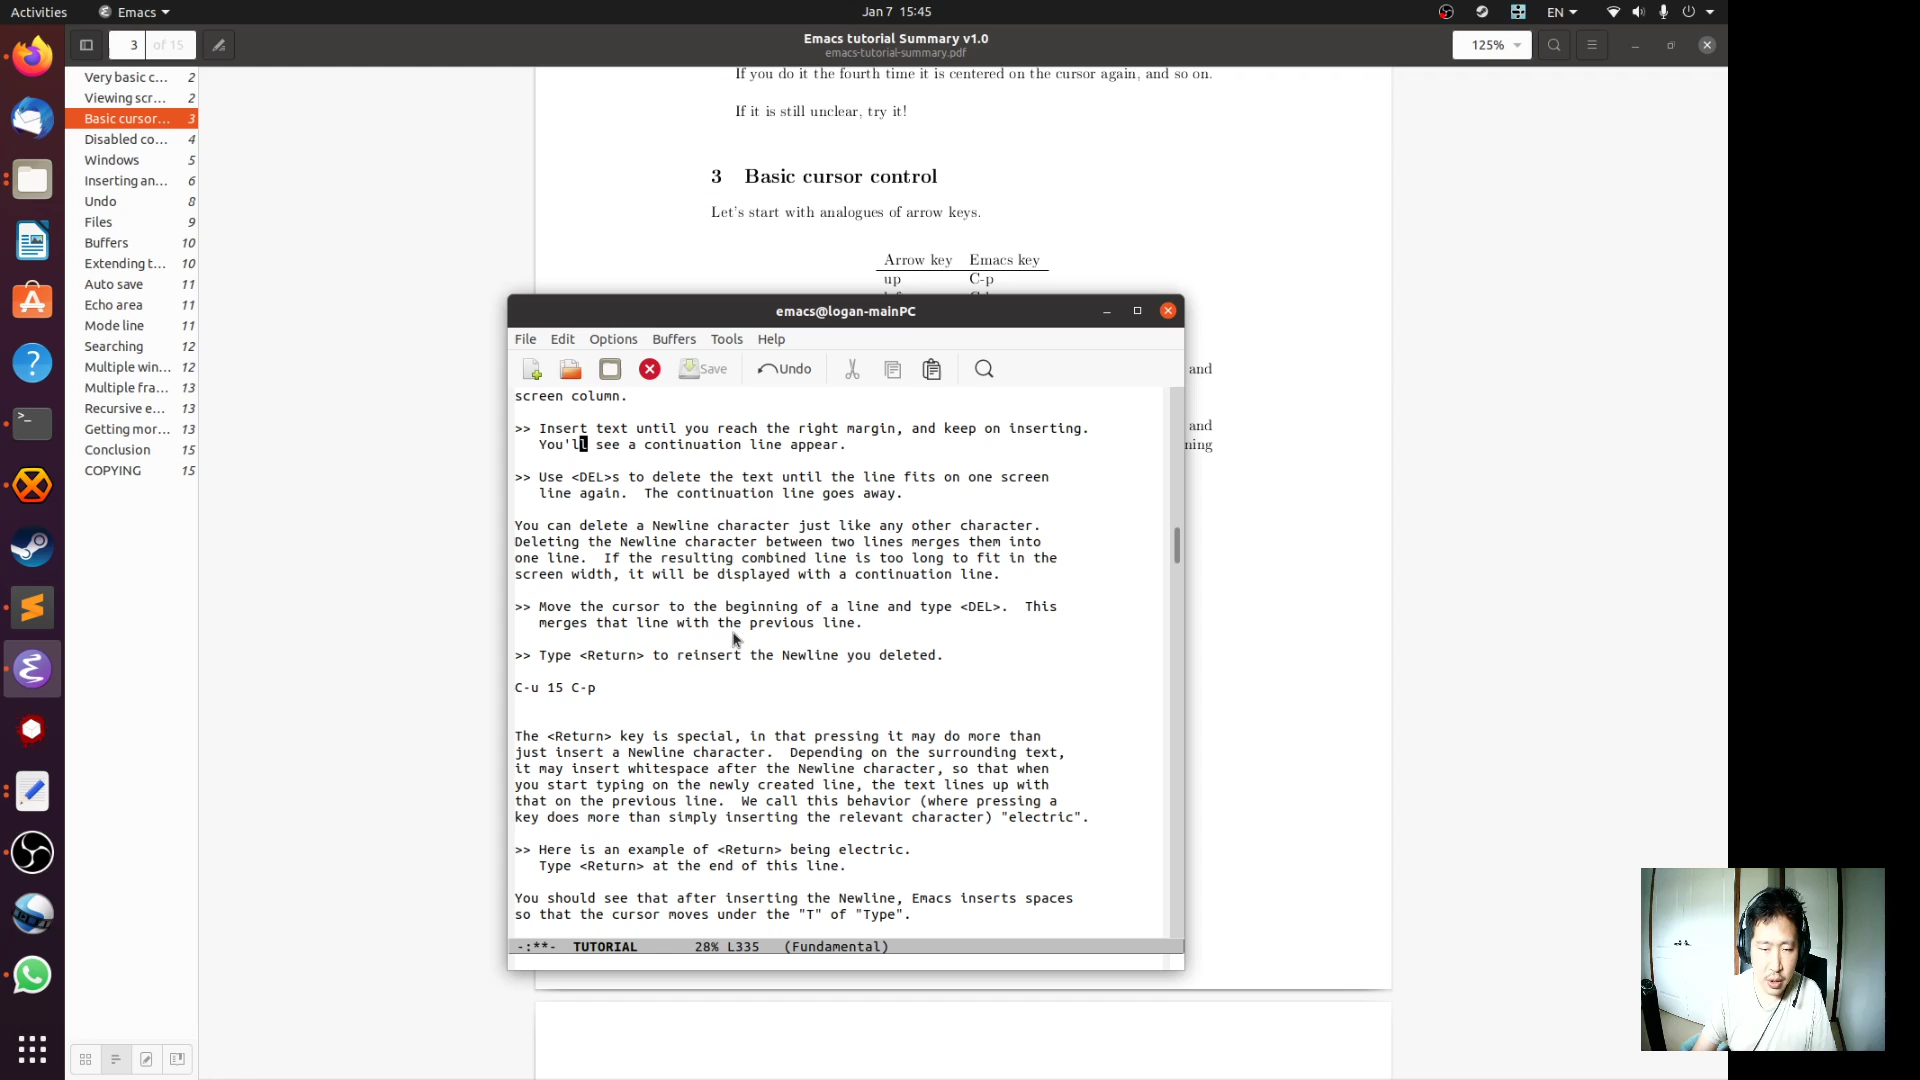 Activities
Emacs
Jan 7 15:45
EN
3 of 15
Emacs tutorial Summary v1.0
emacs-tutorial-summary.pdf
125%
Very basic c... 2
Viewing scr... 2
Basic cursor... 3
Disabled co... 4
Windows 5
Inserting an... 6
Undo 8
Files 9
Buffers 10
Extending t... 10
Auto save 11
Echo area 11
Mode line 11
Searching 12
Multiple win... 12
Multiple fra... 13
Recursive e... 13
Getting mor... 13
Conclusion 15
COPYING 15
If you do it the fourth time it is centered on the cursor again, and so on.
If it is still unclear, try it!
3 Basic cursor control
Let's start with analogues of arrow keys.
Arrow key Emacs key
up C-p
and
and
ning
emacs@logan-mainPC
File Edit Options Buffers Tools Help
Save Undo
screen column.
>> Insert text until you reach the right margin, and keep on inserting.
You'll see a continuation line appear.
>> Use <DEL>s to delete the text until the line fits on one screen
line again. The continuation line goes away.
You can delete a Newline character just like any other character.
Deleting the Newline character between two lines merges them into
one line. If the resulting combined line is too long to fit in the
screen width, it will be displayed with a continuation line.
>> Move the cursor to the beginning of a line and type <DEL>. This
merges that line with the previous line.
>> Type <Return> to reinsert the Newline you deleted.
C-u 15 C-p
The <Return> key is special, in that pressing it may do more than
just insert a Newline character. Depending on the surrounding text,
it may insert whitespace after the Newline character, so that when
you start typing on the newly created line, the text lines up with
that on the previous line. We call this behavior (where pressing a
key does more than simply inserting the relevant character) "electric".
>> Here is an example of <Return> being electric.
Type <Return> at the end of this line.
You should see that after inserting the Newline, Emacs inserts spaces
so that the cursor moves under the "T" of "Type".
-:**- TUTORIAL 28% L335 (Fundamental)